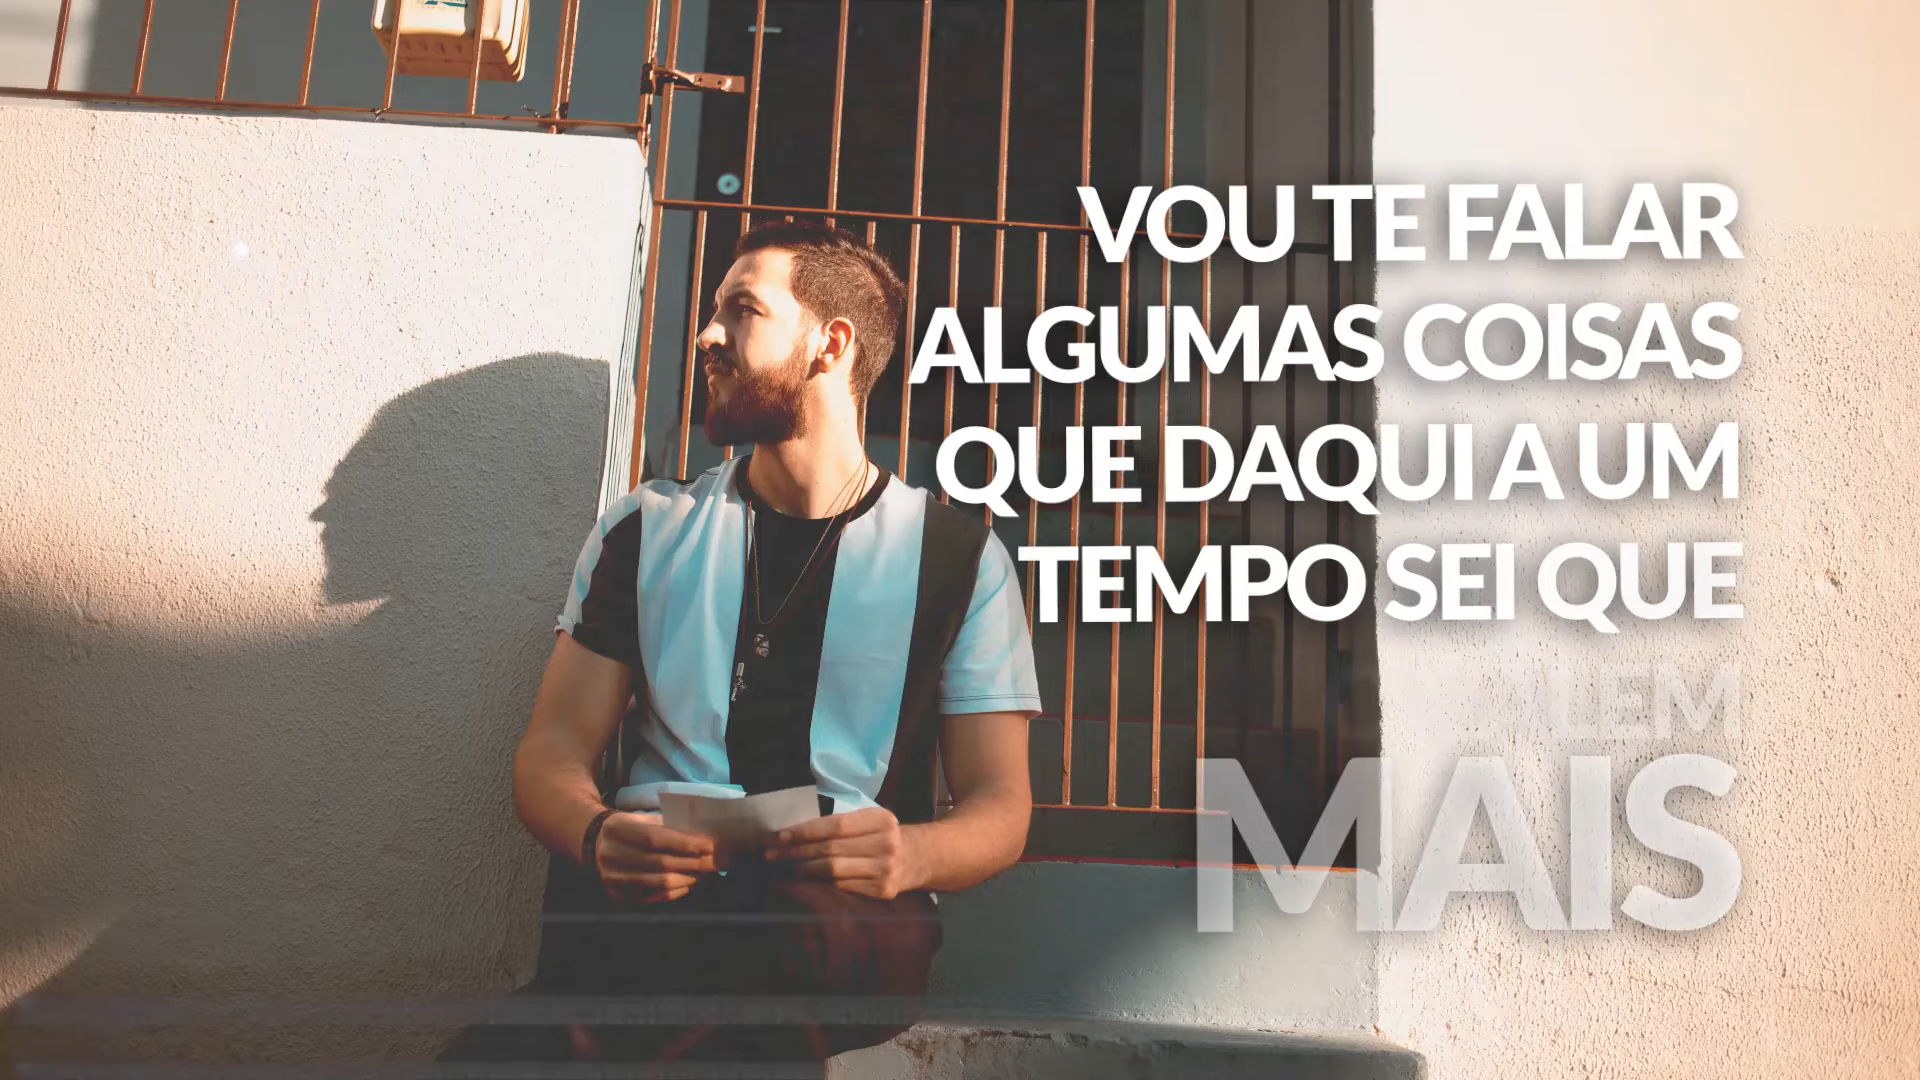 VOU TE FALAR
ALGUMAS COISAS
QUE DAQUI A UM
TEMPO SEI QUE
MAIS